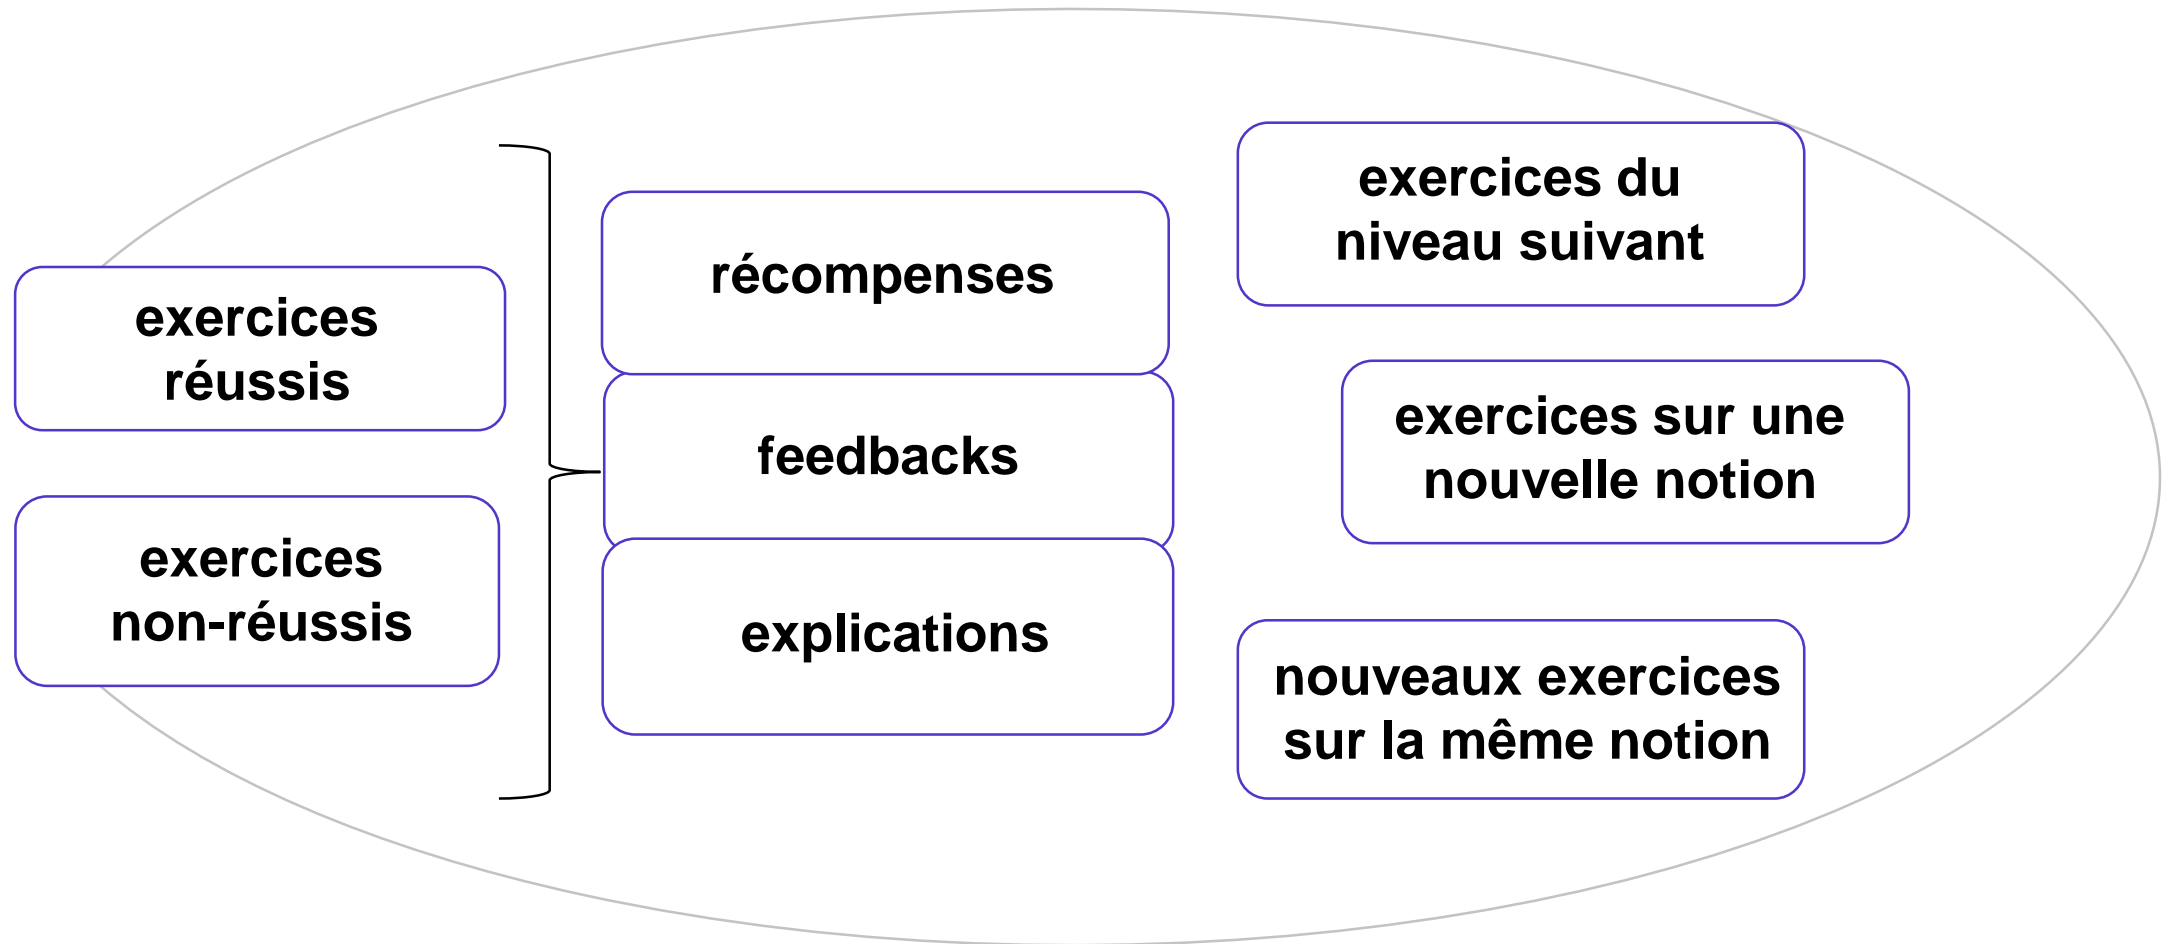 exercices
réussis
exercices
non-réussis
récompenses
feedbacks
explications
exercices du
niveau suivant
exercices sur une
nouvelle notion
nouveaux exercices
sur la même notion